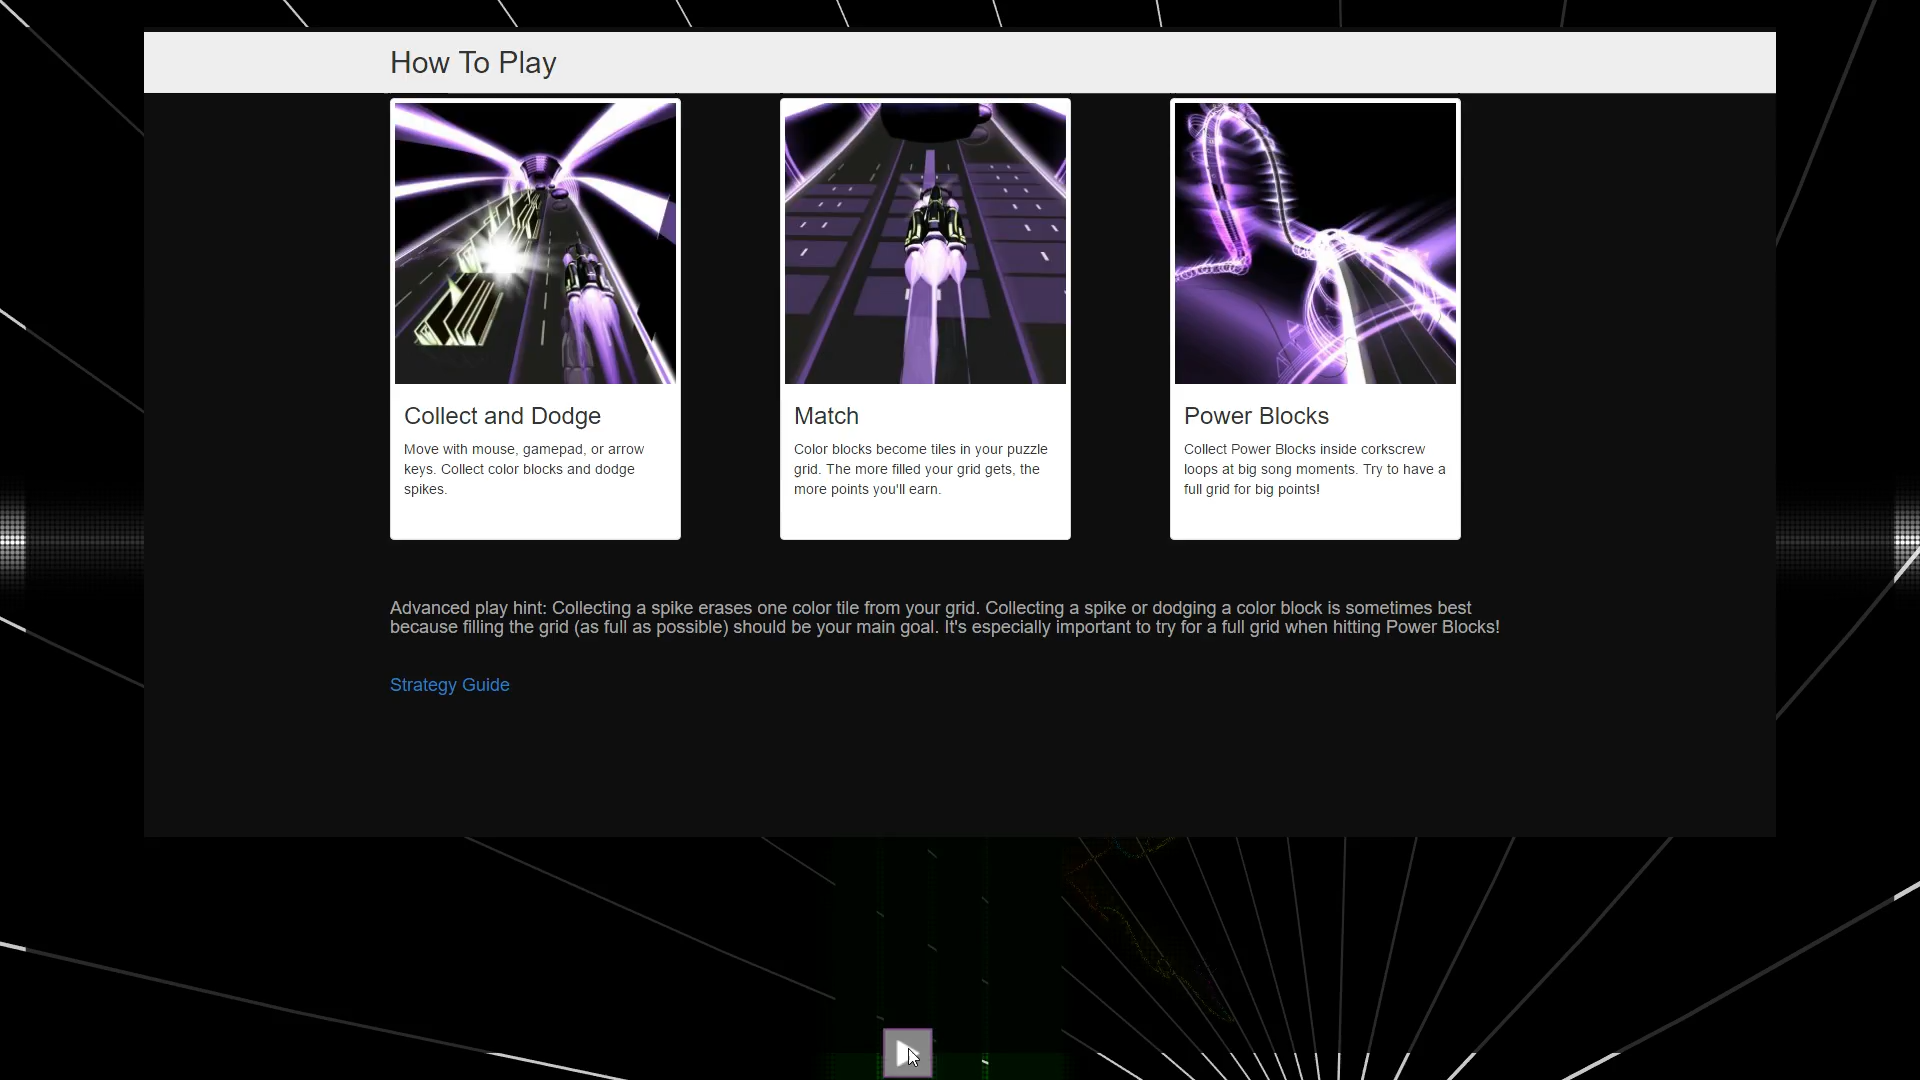 How To Play
Collect and Dodge
Move with mouse, gamepad, or arrow
keys. Collect color blocks and dodge
spikes.
Match
Color blocks become tiles in your puzzle
grid. The more filled your grid gets, the
more points you'll earn.
Power Blocks
Collect Power Blocks inside corkscrew
loops at big song moments. Try to have a
full grid for big points!
Advanced play hint: Collecting a spike erases one color tile from your grid. Collecting a spike or dodging a color block is sometimes best
because filling the grid (as full as possible) should be your main goal. It's especially important to try for a full grid when hitting Power Blocks!
Strategy Guide